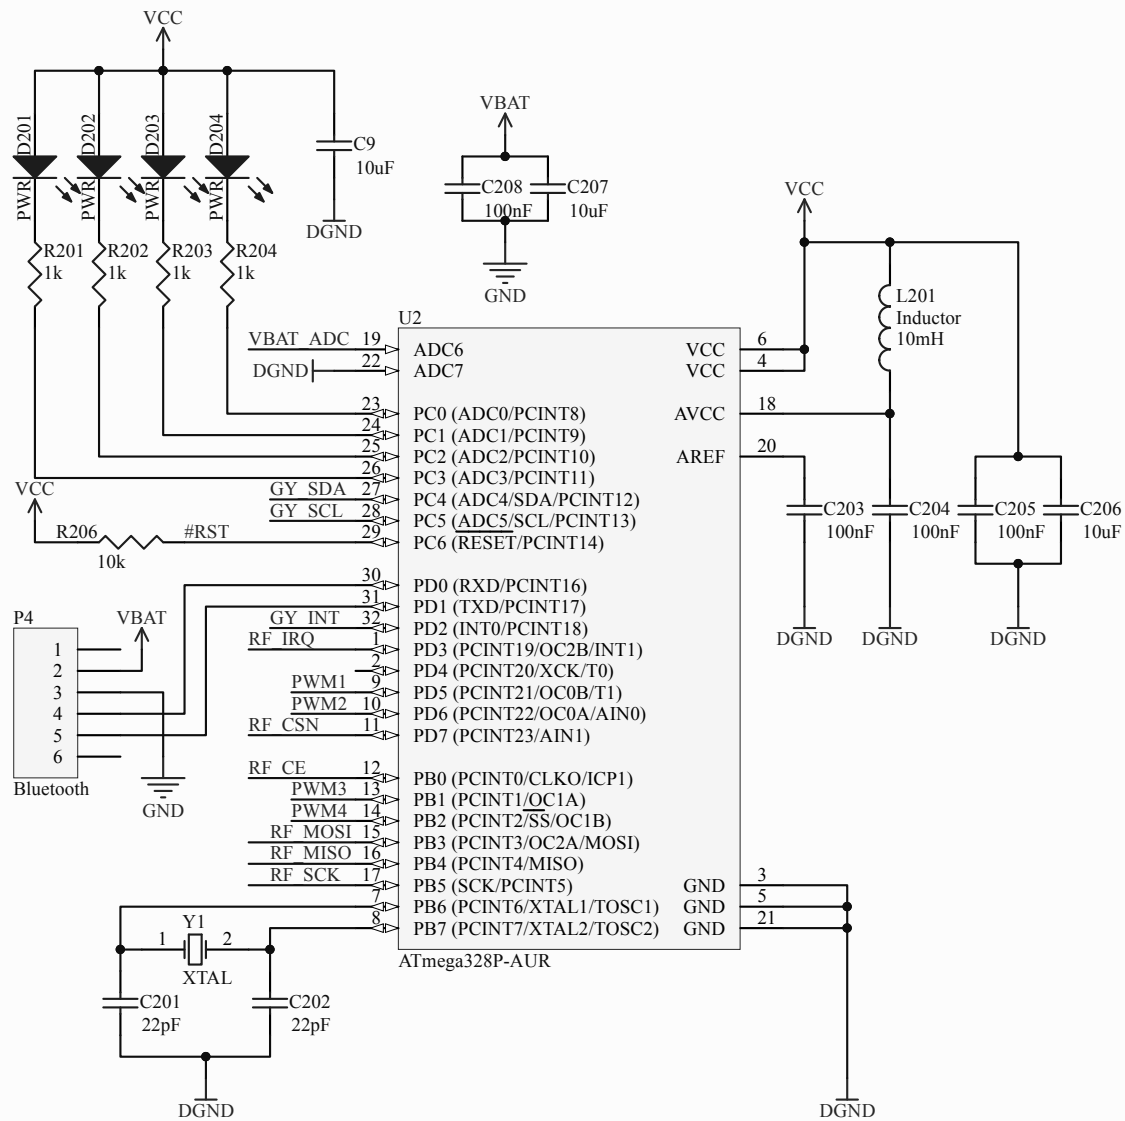 VCC
D201
PWR
D202
PWR
D203
PWR
D204
PWR
C9
10uF
DGND
R201
1k
R202
1k
R203
1k
R204
1k
VBAT
C208
100nF
C207
10uF
GND
VCC
L201
Inductor
10mH
U2
VBAT_ADC 19 ADC6
DGND 22 ADC7
23 PC0 (ADC0/PCINT8)
24 PC1 (ADC1/PCINT9)
25 PC2 (ADC2/PCINT10)
26 PC3 (ADC3/PCINT11)
GY_SDA 27 PC4 (ADC4/SDA/PCINT12)
GY_SCL 28 PC5 (ADC5/SCL/PCINT13)
29 PC6 (RESET/PCINT14)
VCC
R206
10k
#RST
30 PD0 (RXD/PCINT16)
31 PD1 (TXD/PCINT17)
GY_INT 32 PD2 (INT0/PCINT18)
RF_IRQ 1 PD3 (PCINT19/OC2B/INT1)
2 PD4 (PCINT20/XCK/T0)
PWM1 9 PD5 (PCINT21/OC0B/T1)
PWM2 10 PD6 (PCINT22/OC0A/AIN0)
RF_CSN 11 PD7 (PCINT23/AIN1)
RF_CE 12 PB0 (PCINT0/CLKO/ICP1)
PWM3 13 PB1 (PCINT1/OC1A)
PWM4 14 PB2 (PCINT2/SS/OC1B)
RF_MOSI 15 PB3 (PCINT3/OC2A/MOSI)
RF_MISO 16 PB4 (PCINT4/MISO)
RF_SCK 17 PB5 (SCK/PCINT5)
7 PB6 (PCINT6/XTAL1/TOSC1)
8 PB7 (PCINT7/XTAL2/TOSC2)
ATmega328P-AUR
VCC 6
VCC 4
AVCC 18
AREF 20
GND 3
GND 5
GND 21
DGND
C203
100nF
DGND
C204
100nF
DGND
C205
100nF
C206
10uF
DGND
P4
VBAT
1
2
3
4
5
6
Bluetooth
GND
Y1
1 2
XTAL
C201
22pF
C202
22pF
DGND